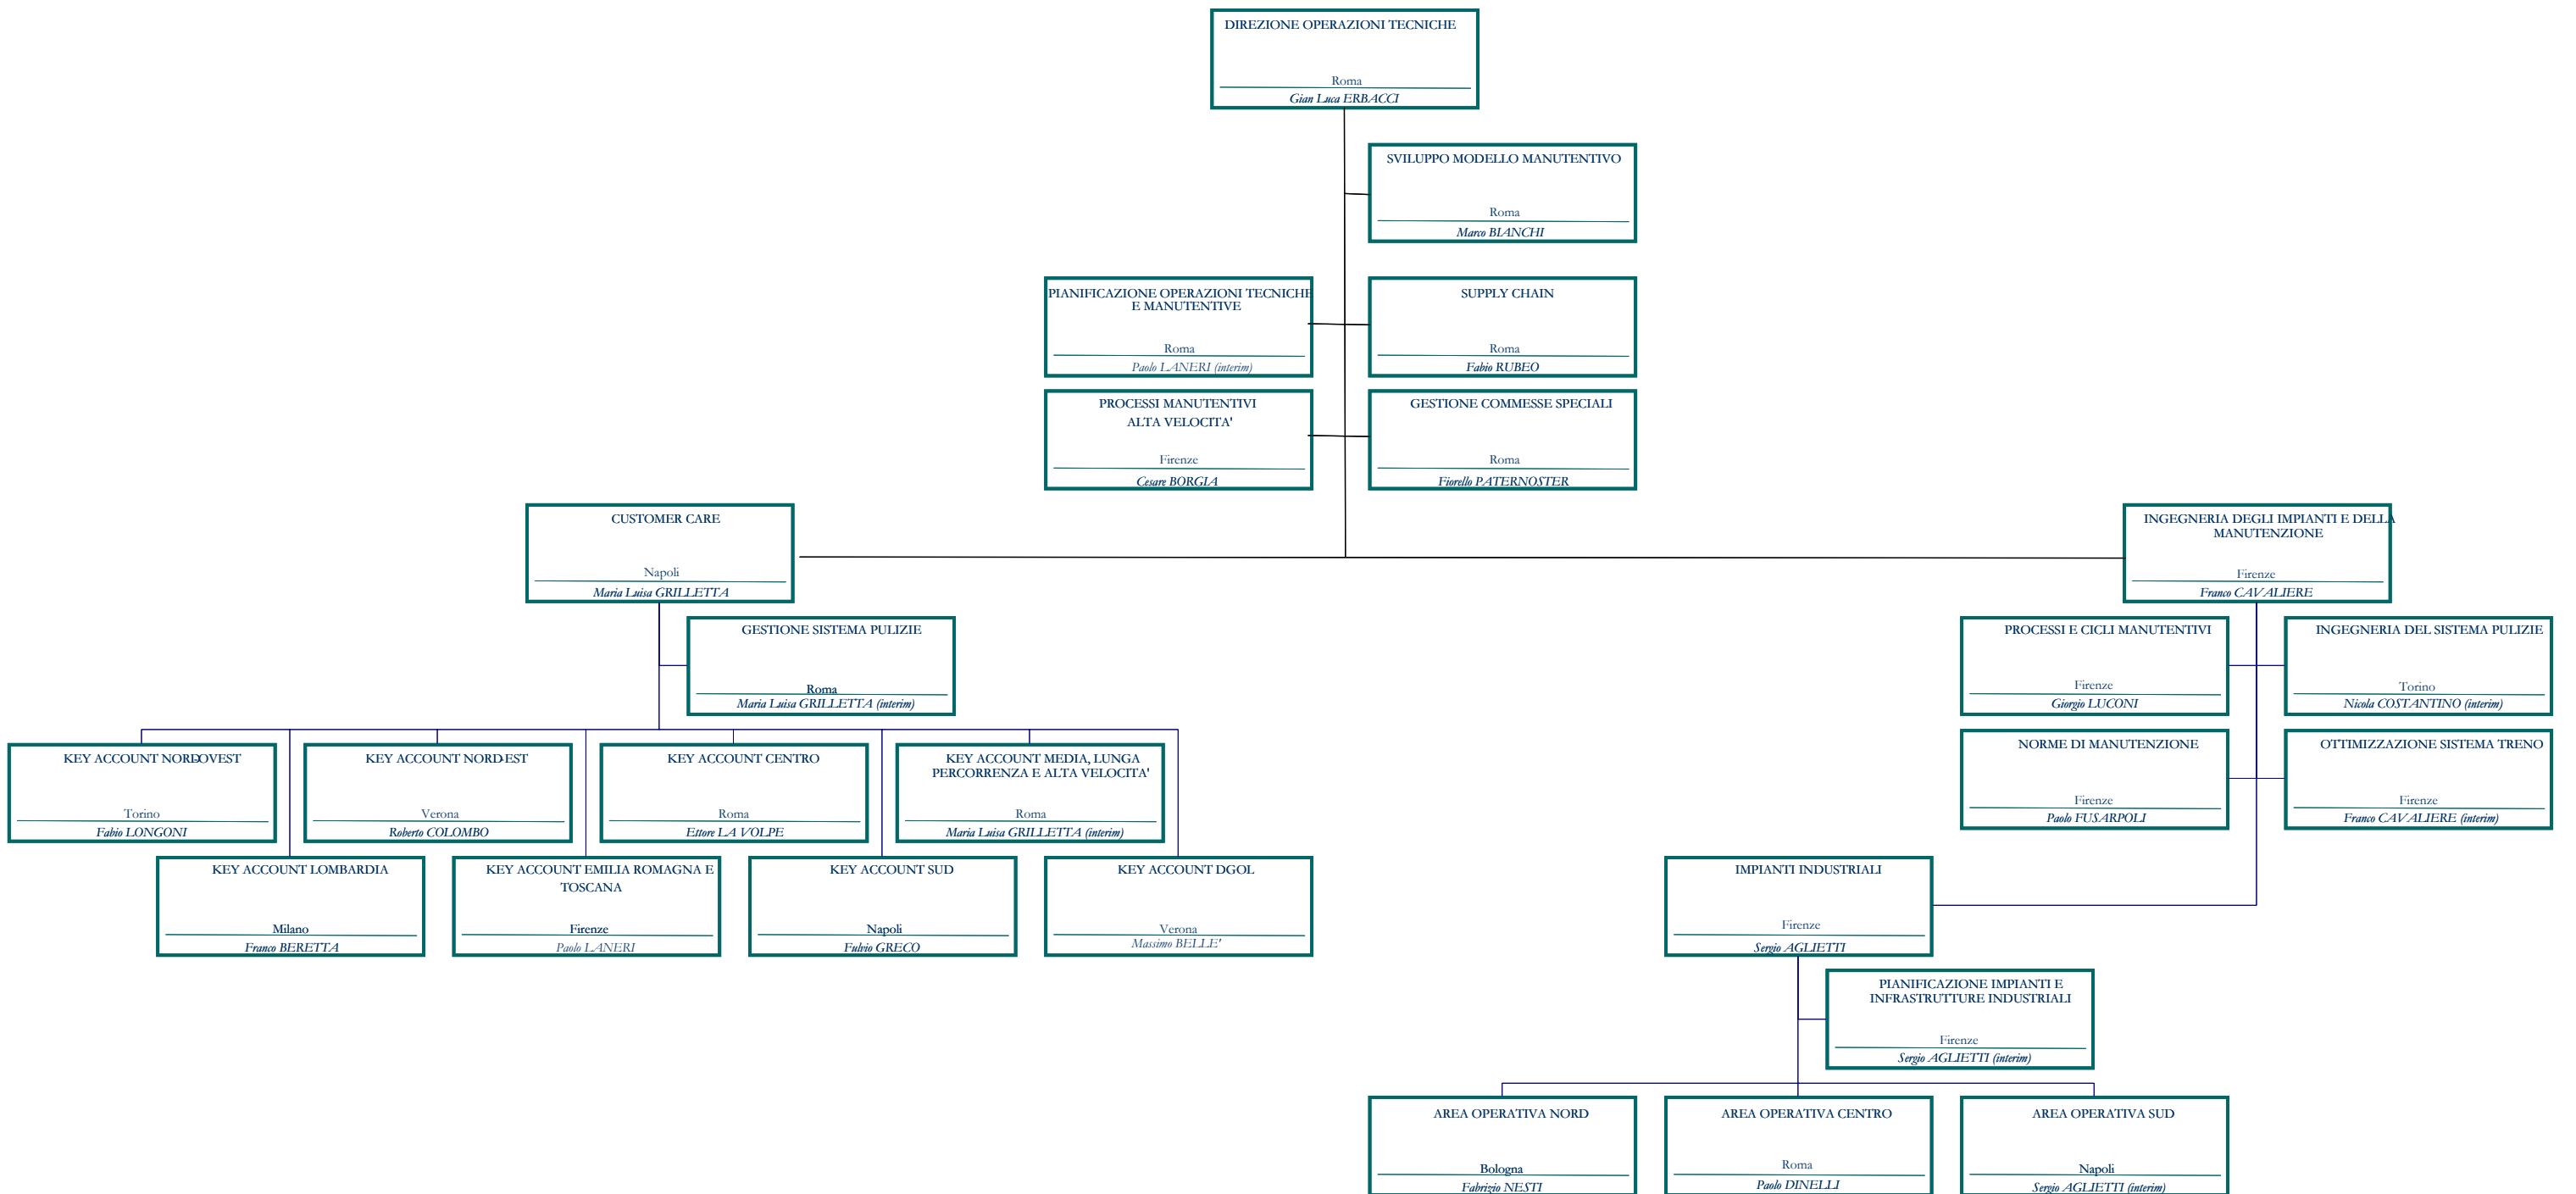 DIREZIONE OPERAZIONI TECNICHE
Roma
Gian Luca ERBACCI
SVILUPPO MODELLO MANUTENTIVO
Roma
Marco BIANCHI
PIANIFICAZIONE OPERAZIONI TECNICHE
E MANUTENTIVE
Roma
Paolo LANERI (interim)
SUPPLY CHAIN
Roma
Fabio RUBEO
PROCESSI MANUTENTIVI
ALTA VELOCITA'
Firenze
Cesare BORGIA
GESTIONE COMMESSE SPECIALI
Roma
Fiorello PATERNOSTER
CUSTOMER CARE
Napoli
Maria Luisa GRILLETTA
INGEGNERIA DEGLI IMPIANTI E DELLA
MANUTENZIONE
Firenze
Franco CAVALIERE
GESTIONE SISTEMA PULIZIE
Roma
Maria Luisa GRILLETTA (interim)
PROCESSI E CICLI MANUTENTIVI
Firenze
Giorgio LUCONI
INGEGNERIA DEL SISTEMA PULIZIE
Torino
Nicola COSTANTINO (interim)
KEY ACCOUNT NORD-OVEST
Torino
Fabio LONGONI
KEY ACCOUNT NORD-EST
Verona
Roberto COLOMBO
KEY ACCOUNT CENTRO
Roma
Ettore LA VOLPE
KEY ACCOUNT MEDIA, LUNGA
PERCORRENZA E ALTA VELOCITA'
Roma
Maria Luisa GRILLETTA (interim)
NORME DI MANUTENZIONE
Firenze
Paolo FUSARPOLI
OTTIMIZZAZIONE SISTEMA TRENO
Firenze
Franco CAVALIERE (interim)
KEY ACCOUNT LOMBARDIA
Milano
Franco BERETTA
KEY ACCOUNT EMILIA ROMAGNA E
TOSCANA
Firenze
Paolo LANERI
KEY ACCOUNT SUD
Napoli
Fulvio GRECO
KEY ACCOUNT DGOL
Verona
Massimo BELLE'
IMPIANTI INDUSTRIALI
Firenze
Sergio AGLIETTI
PIANIFICAZIONE IMPIANTI E
INFRASTRUTTURE INDUSTRIALI
Firenze
Sergio AGLIETTI (interim)
AREA OPERATIVA NORD
Bologna
Fabrizio NESTI
AREA OPERATIVA CENTRO
Roma
Paolo DINELLI
AREA OPERATIVA SUD
Napoli
Sergio AGLIETTI (interim)